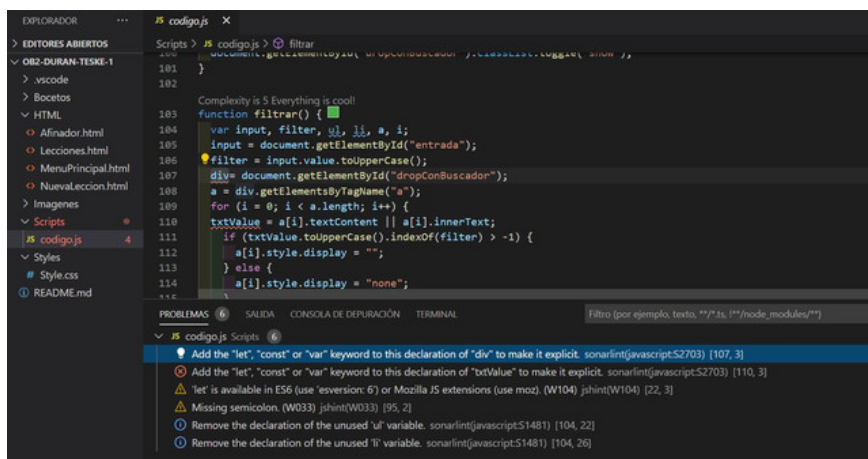 EXPLORADOR
EDITORES ABIERTOS
OB2-DURAN-TESKE-1
.vscode
Bocetos
HTML
Afinador.html
Lecciones.html
MenuPrincipal.html
NuevaLeccion.html
Imagenes
Scripts
JS codigo.js 4
Styles
# Style.css
README.md
JS codigo.js ×
Scripts > JS codigo.js > filtrar
100 document.getElementById("dropConBuscador").classList.toggle("show");
101 }
102
Complexity is 5 Everything is cool!
103 function filtrar() {
104 var input, filter, ul, li, a, i;
105 input = document.getElementById("entrada");
106 filter = input.value.toUpperCase();
107 div= document.getElementById("dropConBuscador");
108 a = div.getElementsByTagName("a");
109 for (i = 0; i < a.length; i++) {
110 txtValue = a[i].textContent || a[i].innerText;
111 if (txtValue.toUpperCase().indexOf(filter) > -1) {
112 a[i].style.display = "";
113 } else {
114 a[i].style.display = "none";
115 }
PROBLEMAS 6 SALIDA CONSOLA DE DEPURACIÓN TERMINAL Filtro (por ejemplo, texto, **/*.ts, !**/node_modules/**)
JS codigo.js Scripts 6
Add the "let", "const" or "var" keyword to this declaration of "div" to make it explicit. sonarlint(javascript:S2703) [107, 3]
Add the "let", "const" or "var" keyword to this declaration of "txtValue" to make it explicit. sonarlint(javascript:S2703) [110, 3]
'let' is available in ES6 (use 'esversion: 6') or Mozilla JS extensions (use moz). (W104) jshint(W104) [22, 3]
Missing semicolon. (W033) jshint(W033) [95, 2]
Remove the declaration of the unused 'ul' variable. sonarlint(javascript:S1481) [104, 22]
Remove the declaration of the unused 'li' variable. sonarlint(javascript:S1481) [104, 26]